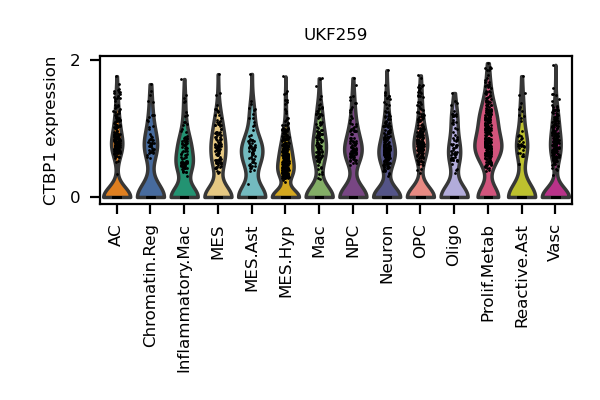 UKF259
CTBP1 expression
2
0
AC
Chromatin.Reg
Inflammatory.Mac
MES
MES.Ast
MES.Hyp
Mac
NPC
Neuron
OPC
Oligo
Prolif.Metab
Reactive.Ast
Vasc